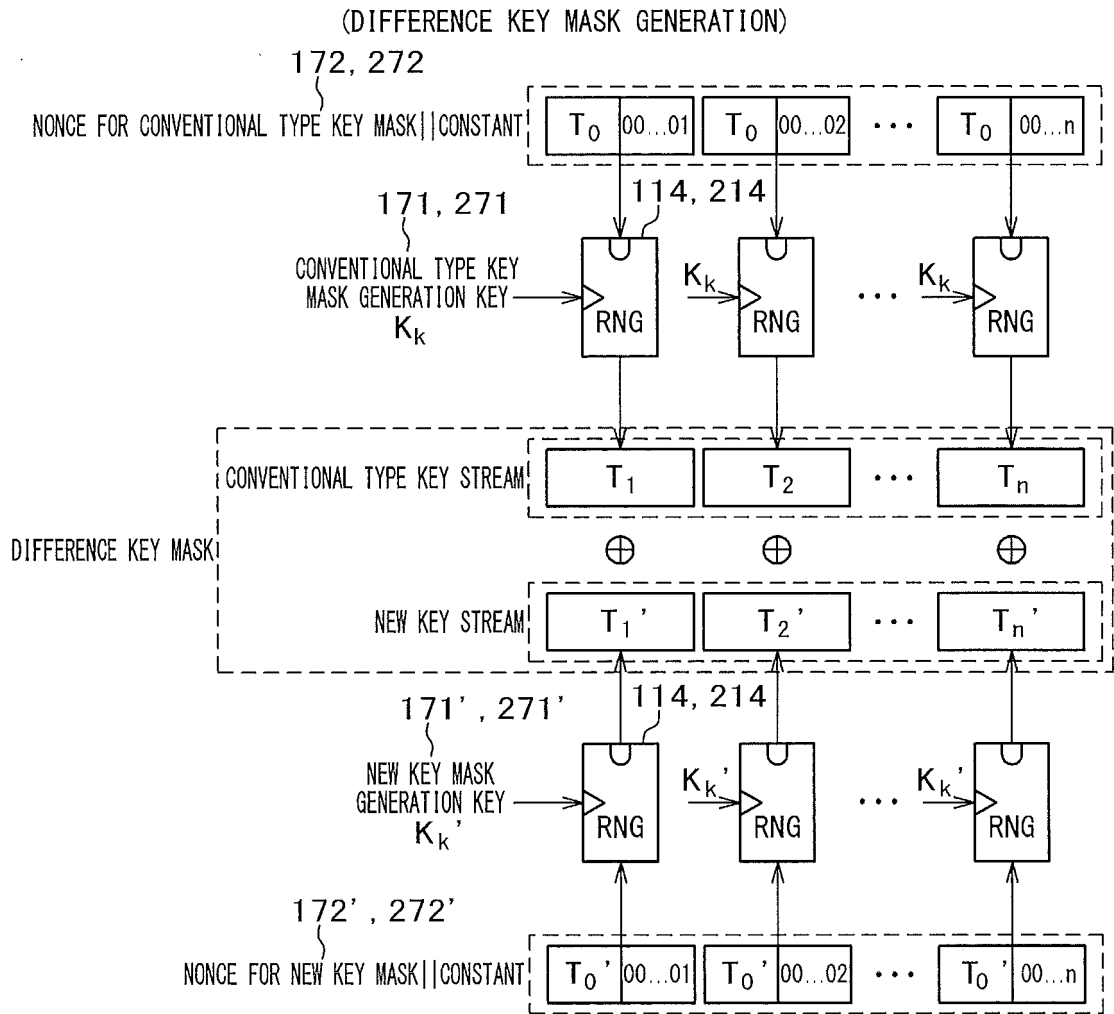 (DIFFERENCE KEY MASK GENERATION)
172, 272
NONCE FOR CONVENTIONAL TYPE KEY MASK||CONSTANT
T0 00...01 T0 00...02 ... T0 00...n
171, 271
114, 214
CONVENTIONAL TYPE KEY
MASK GENERATION KEY
Kk
RNG
Kk
RNG
...
Kk
RNG
CONVENTIONAL TYPE KEY STREAM
T1 T2 ... Tn
DIFFERENCE KEY MASK
⊕ ⊕ ⊕
NEW KEY STREAM
T1' T2' ... Tn'
171', 271'
114, 214
NEW KEY MASK
GENERATION KEY
Kk'
RNG
Kk'
RNG
...
Kk'
RNG
172', 272'
NONCE FOR NEW KEY MASK||CONSTANT
T0' 00...01 T0' 00...02 ... T0' 00...n